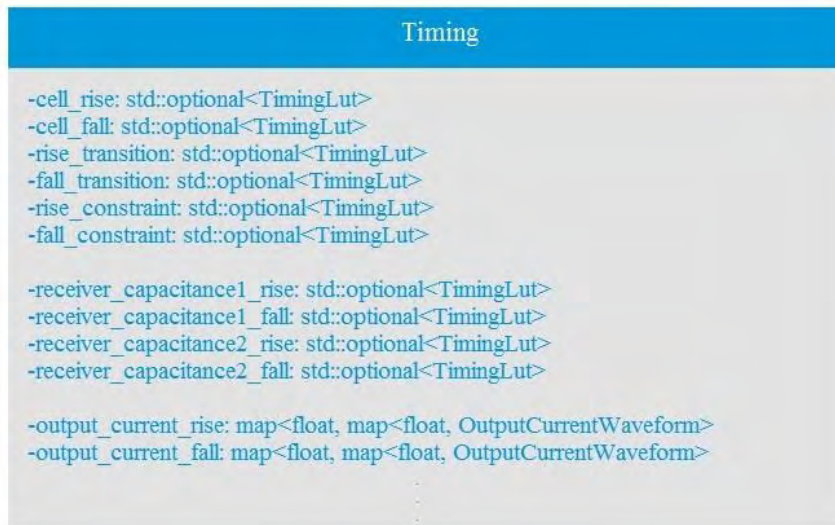 Timing
-cell_rise: std::optional<TimingLut>
-cell_fall: std::optional<TimingLut>
-rise_transition: std::optional<TimingLut>
-fall_transition: std::optional<TimingLut>
-rise_constraint: std::optional<TimingLut>
-fall_constraint: std::optional<TimingLut>
-receiver_capacitance1_rise: std::optional<TimingLut>
-receiver_capacitance1_fall: std::optional<TimingLut>
-receiver_capacitance2_rise: std::optional<TimingLut>
-receiver_capacitance2_fall: std::optional<TimingLut>
-output_current_rise: map<float, map<float, OutputCurrentWaveform>
-output_current_fall: map<float, map<float, OutputCurrentWaveform>
.
.
.